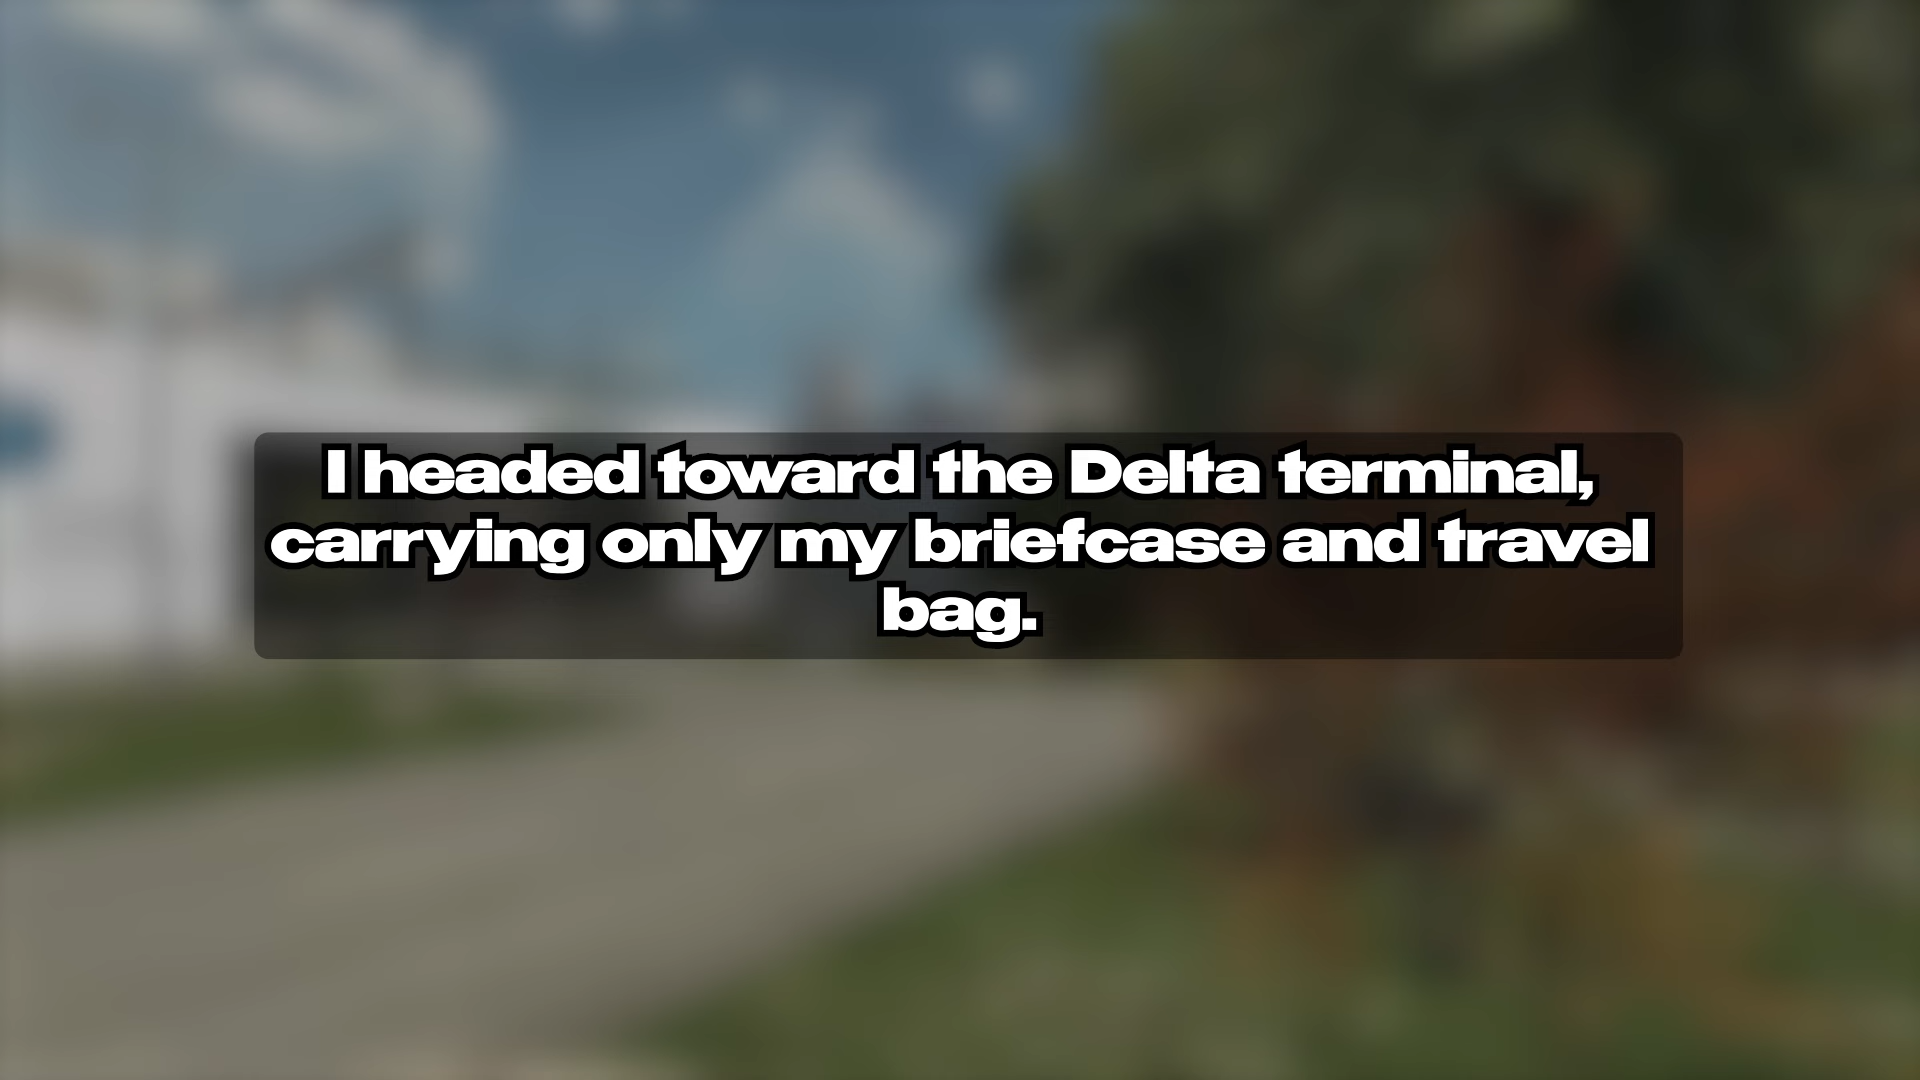 I headed toward the Delta terminal,
carrying only my briefcase and travel
bag.